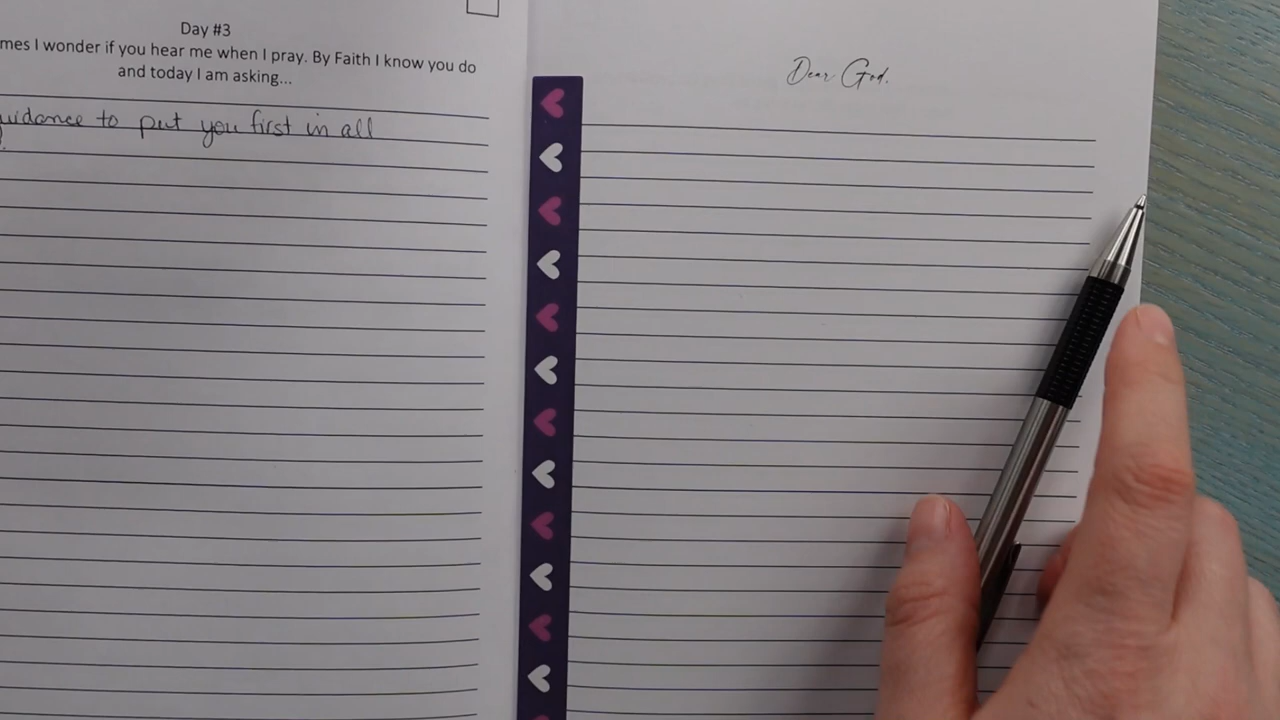 Day #3
mes I wonder if you hear me when I pray. By Faith I know you do
and today I am asking...
uidance to put you first in all
Dear God,